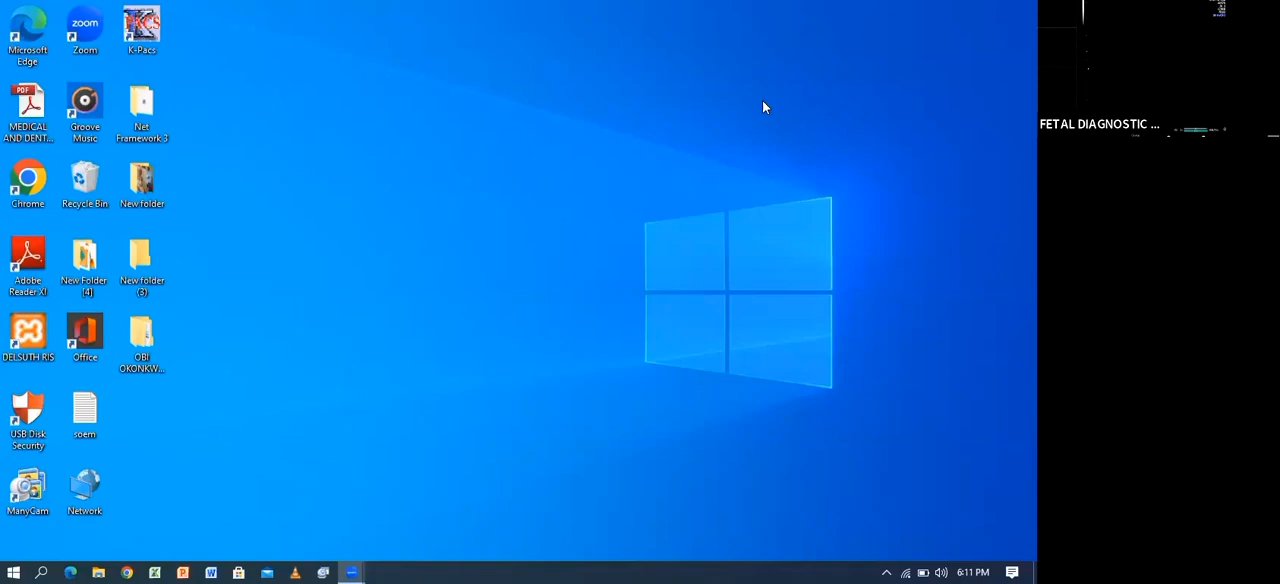 Microsoft
Edge
zoom
Zoom
K-Pacs
PDF
MEDICAL
AND DENT...
Groove
Music
Net
Framework 3
Chrome
Recycle Bin
New folder
Adobe
Reader XI
New Folder
(4)
New folder
(3)
DELSUTH RIS
Office
OBI
OKONKW...
USB Disk
Security
soem
ManyCam
Network
FETAL DIAGNOSTIC ...
6:11 PM